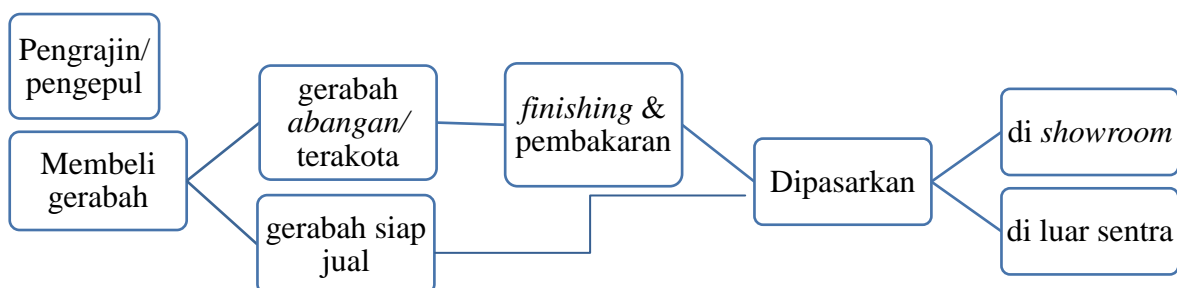 Pengrajin/
pengepul
Membeli
gerabah
gerabah
abangan/
terakota
gerabah siap
jual
finishing &
pembakaran
Dipasarkan
di showroom
di luar sentra